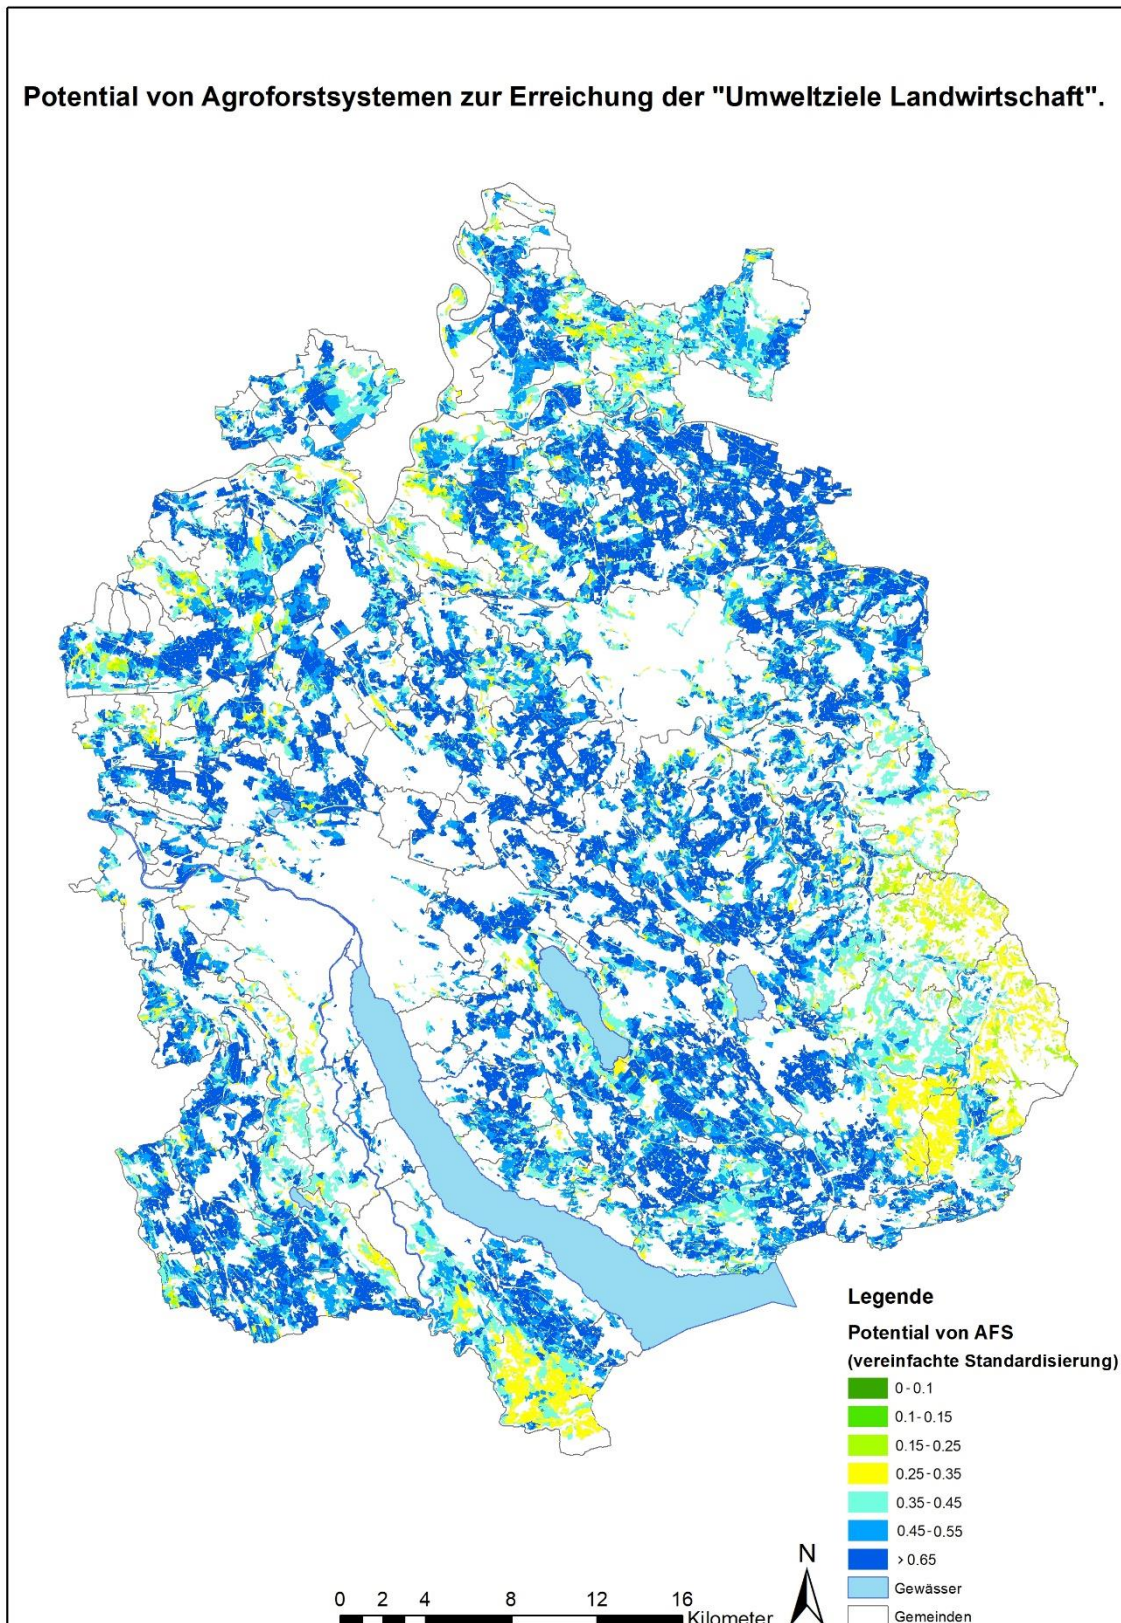 Potential von Agroforstsystemen zur Erreichung der "Umweltziele Landwirtschaft".
Legende
Potential von AFS
(vereinfachte Standardisierung)
0-0.1
0.1-0.15
0.15-0.25
0.25-0.35
0.35-0.45
0.45-0.55
>0.65
Gewässer
Gemeinden
N
0 2 4 8 12 16
Kilometer